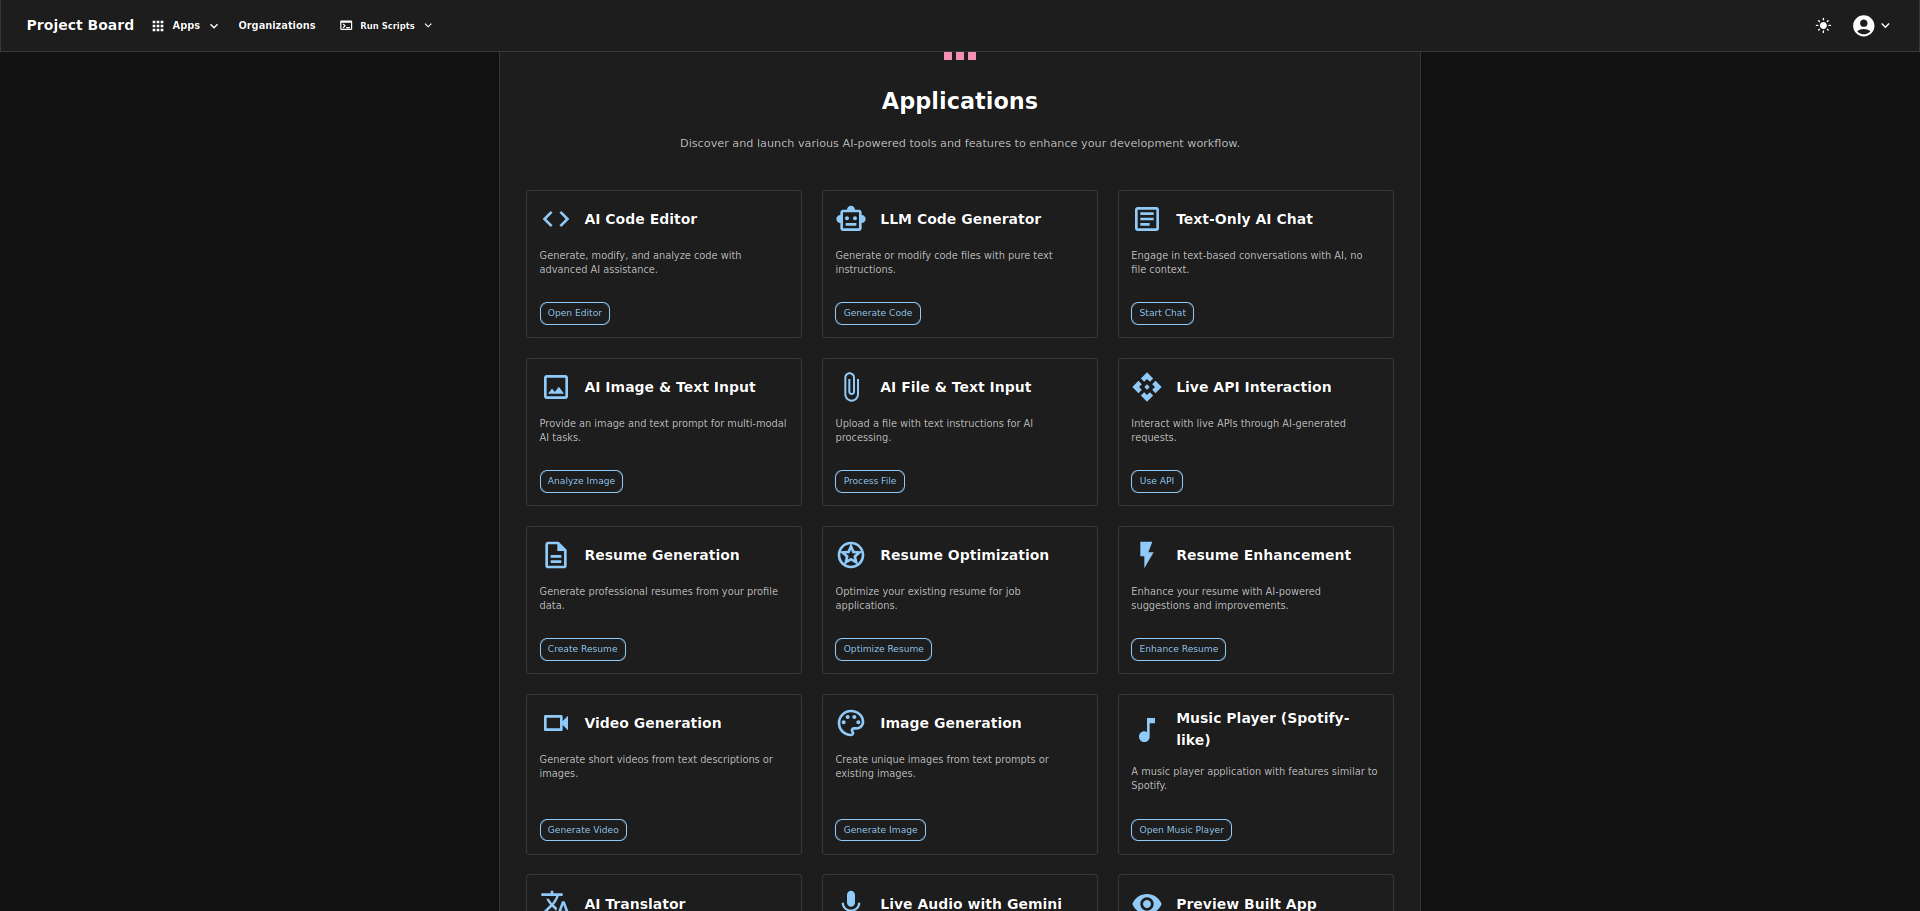 Project Board
Apps
Organizations
Run Scripts
Applications
Discover and launch various AI-powered tools and features to enhance your development workflow.
AI Code Editor
Generate, modify, and analyze code with
advanced AI assistance.
Open Editor
LLM Code Generator
Generate or modify code files with pure text
instructions.
Generate Code
Text-Only AI Chat
Engage in text-based conversations with AI, no
file context.
Start Chat
AI Image & Text Input
Provide an image and text prompt for multi-modal
AI tasks.
Analyze Image
AI File & Text Input
Upload a file with text instructions for AI
processing.
Process File
Live API Interaction
Interact with live APIs through AI-generated
requests.
Use API
Resume Generation
Generate professional resumes from your profile
data.
Create Resume
Resume Optimization
Optimize your existing resume for job
applications.
Optimize Resume
Resume Enhancement
Enhance your resume with AI-powered
suggestions and improvements.
Enhance Resume
Video Generation
Generate short videos from text descriptions or
images.
Generate Video
Image Generation
Create unique images from text prompts or
existing images.
Generate Image
Music Player (Spotify-
like)
A music player application with features similar to
Spotify.
Open Music Player
AI Translator
Live Audio with Gemini
Preview Built App